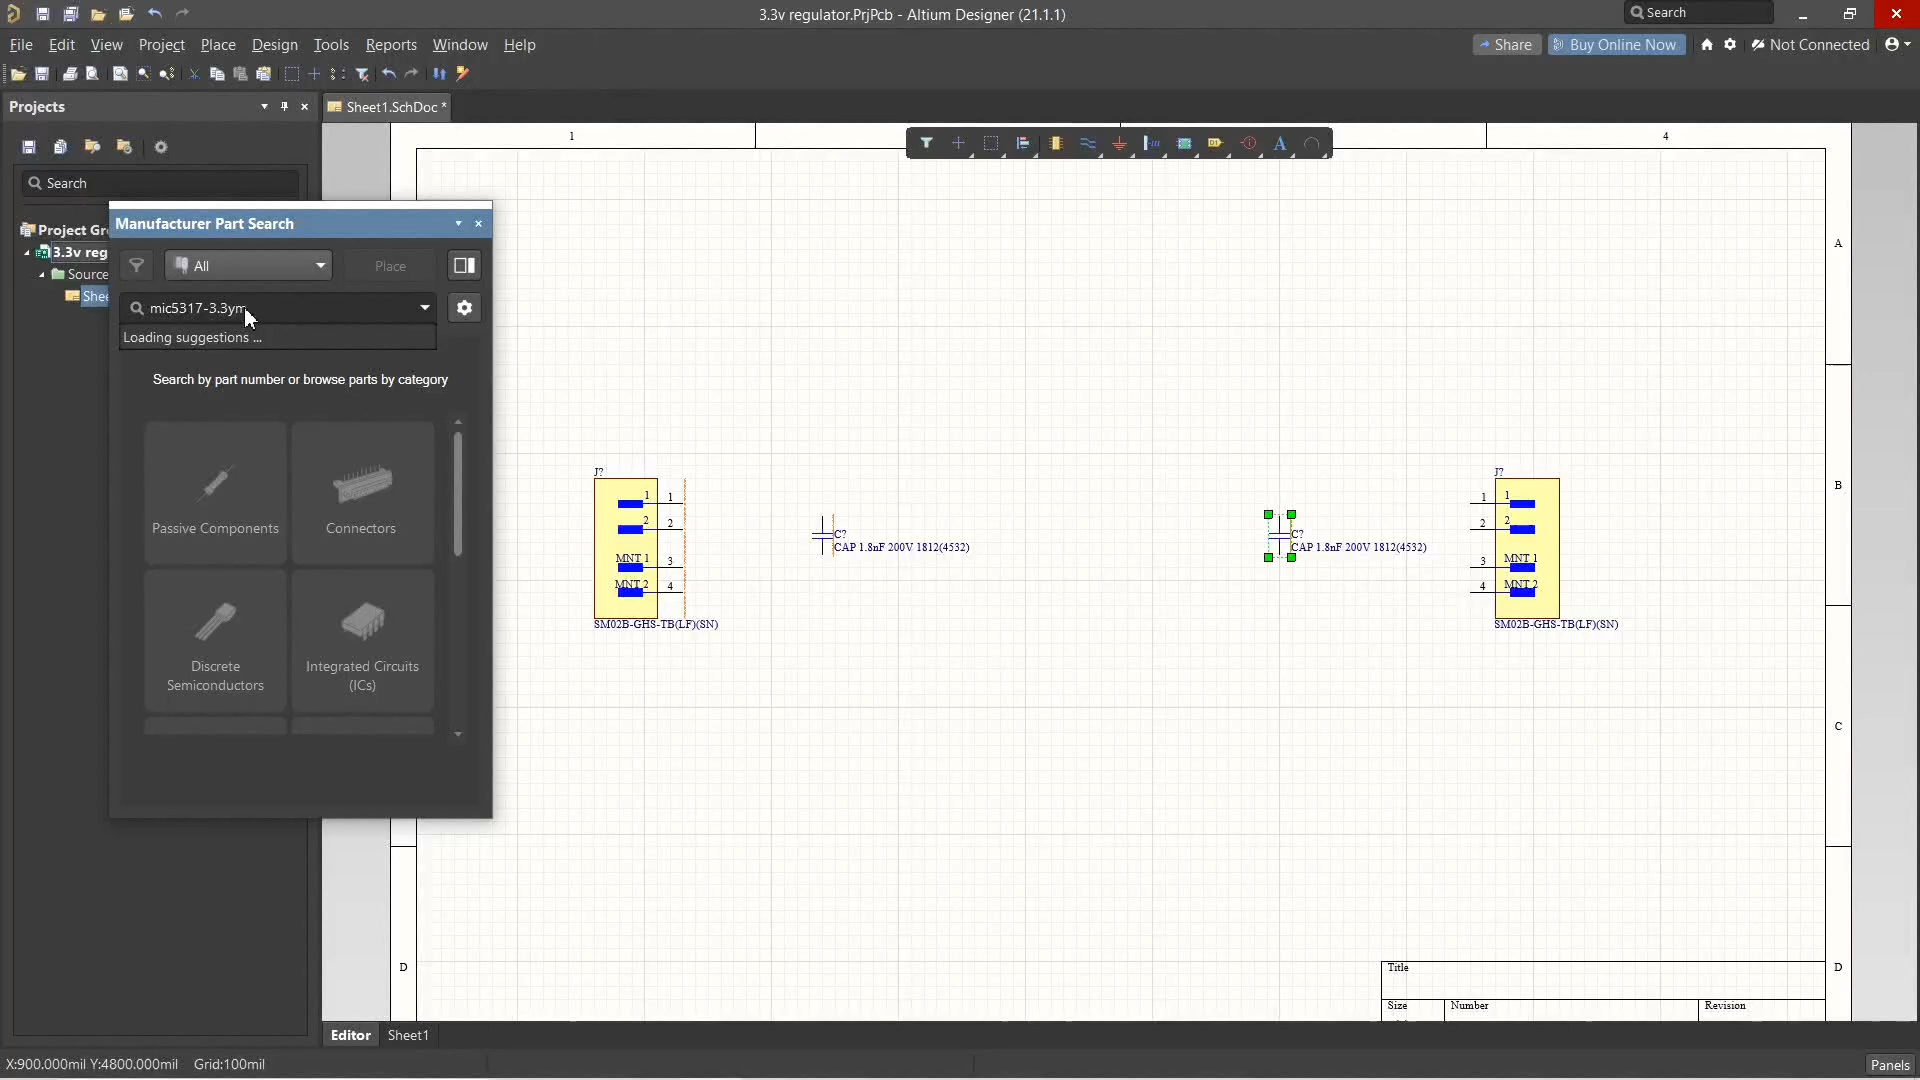 3.3v regulator.PrjPcb - Altium Designer (21.1.1)
Search
File Edit View Project Place Design Tools Reports Window Help
Share
Buy Online Now
Not Connected
Projects
Sheet1.SchDoc *
Search
Project Gr
3.3v reg
Source
Shee
Manufacturer Part Search
All
Place
mic5317-3.3ym
Loading suggestions ...
Search by part number or browse parts by category
Passive Components
Connectors
Discrete
Semiconductors
Integrated Circuits
(ICs)
1
4
A
B
C
D
D
J?
1 1
2 2
MNT 1 3
MNT 2 4
SM02B-GHS-TB(LF)(SN)
C?
CAP 1.8nF 200V 1812(4532)
C?
CAP 1.8nF 200V 1812(4532)
J?
1 1
2 2
3 MNT 1
4 MNT 2
SM02B-GHS-TB(LF)(SN)
Title
Size
Number
Revision
Editor Sheet1
X:900.000mil Y:4800.000mil Grid:100mil
Panels